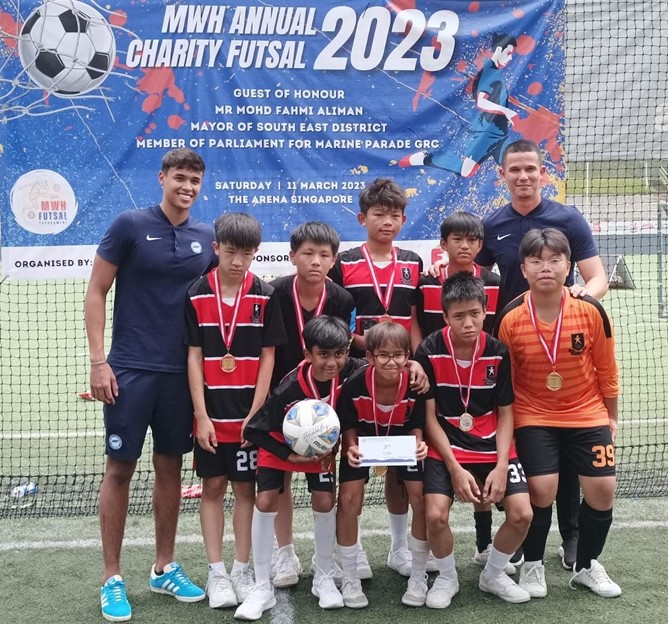 MWH ANNUAL
CHARITY FUTSAL 2023
GUEST OF HONOUR
MR MOHD FAHMI ALIMAN
MAYOR OF SOUTH EAST DISTRICT
MEMBER OF PARLIAMENT FOR MARINE PARADE GRC
MWH
FUTSAL
SATURDAY | 11 MARCH 2023
THE ARENA SINGAPORE
ORGANISED BY:
SPONSOR
28
33
39
molten